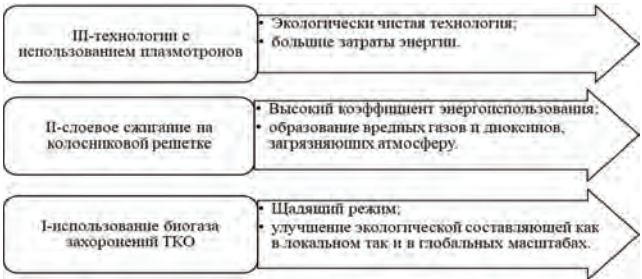 III-технологии с
использованием плазмотронов
• Экологически чистая технология;
• большие затраты энергии.
II-слоевое сжигание на
колосниковой решетке
• Высокий коэффициент энергоиспользования;
• образование вредных газов и диоксинов,
загрязняющих атмосферу.
I-использование биогаза
захоронений ТКО
• Щадящий режим;
• улучшение экологической составляющей как
в локальном так и в глобальных масштабах.